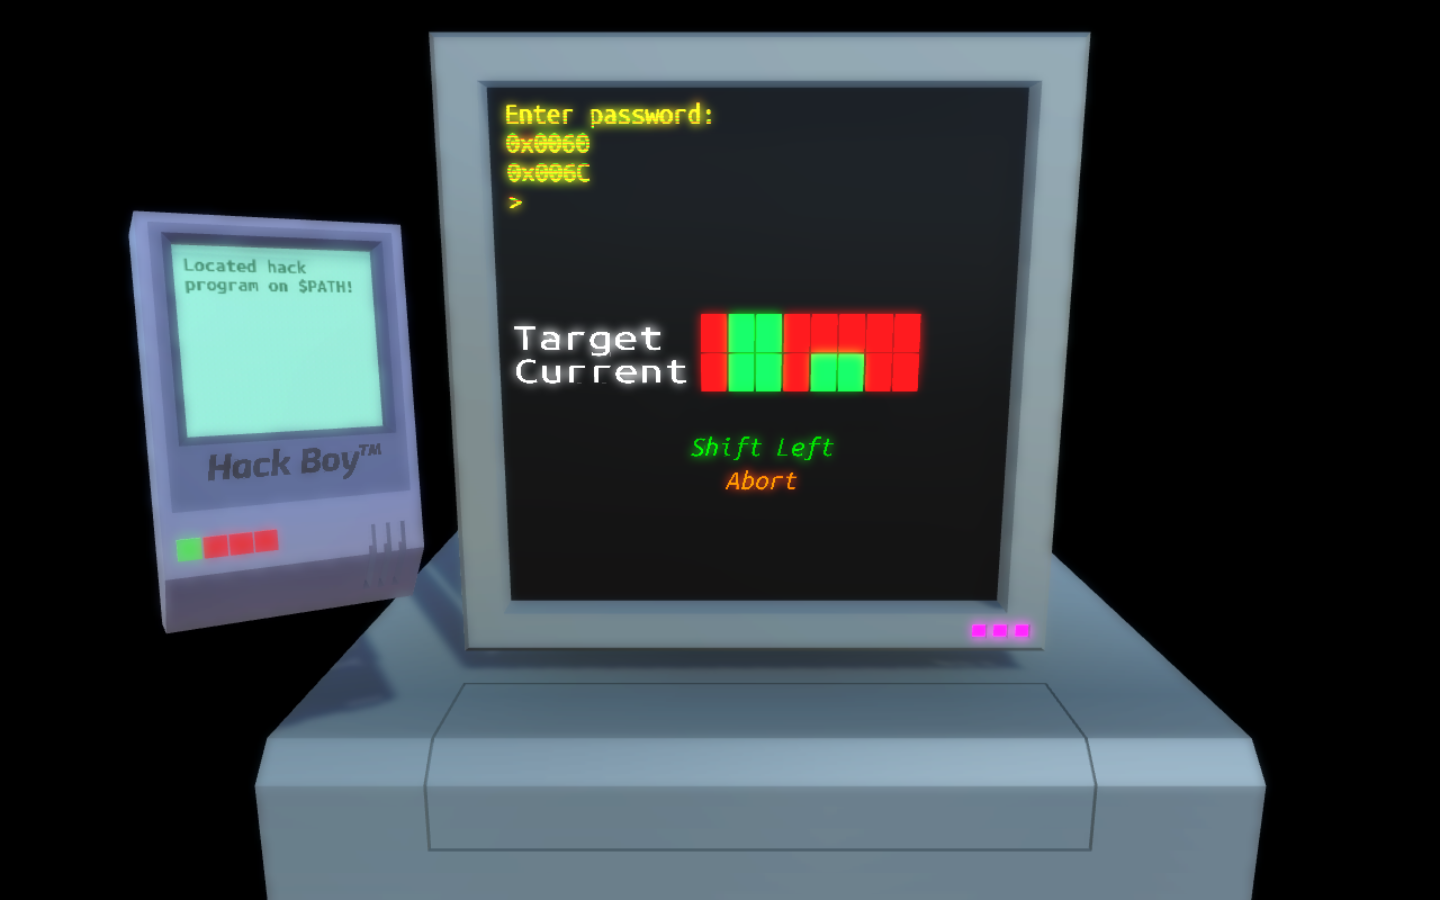 Enter password:
0x0060
0x006C
>
Located hack
program on $PATH!
Target
Current
Shift Left
Abort
Hack Boy™